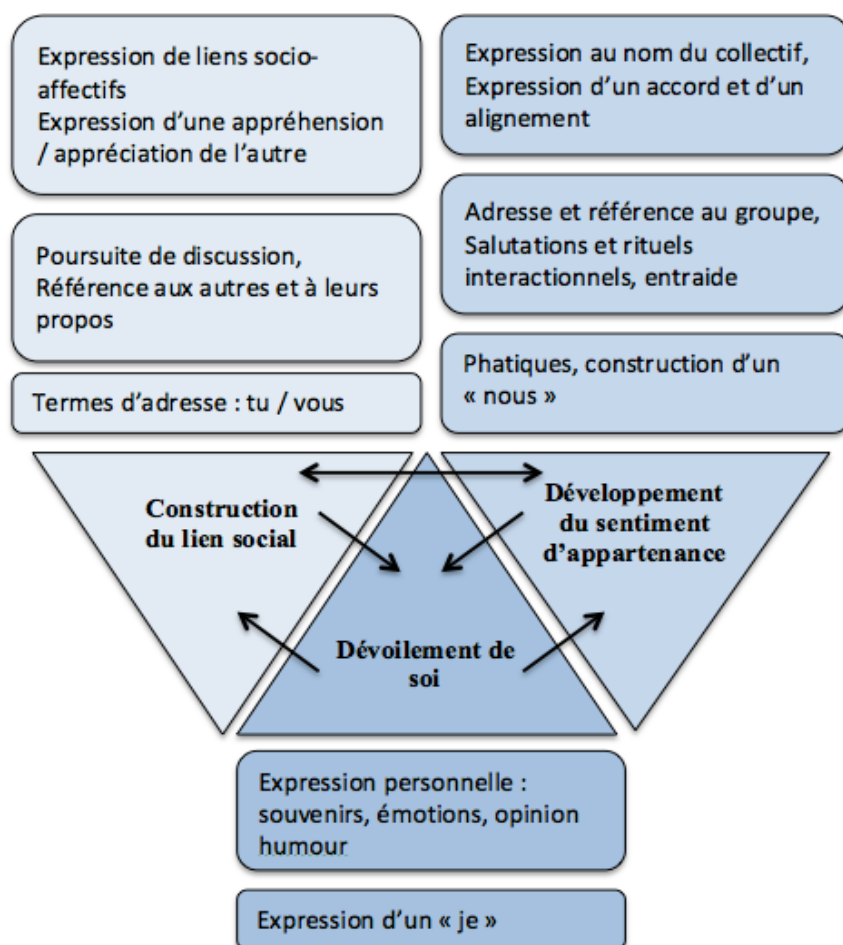 Expression de liens socio-
affectifs
Expression d'une appréhension
/ appréciation de l'autre
Poursuite de discussion,
Référence aux autres et à leurs
propos
Termes d'adresse : tu / vous
Expression au nom du collectif,
Expression d'un accord et d'un
alignement
Adresse et référence au groupe,
Salutations et rituels
interactionnels, entraide
Phatiques, construction d'un
« nous »
Construction
du lien social
Développement
du sentiment
d'appartenance
Dévoilement de
soi
Expression personnelle :
souvenirs, émotions, opinion
humour
Expression d'un « je »